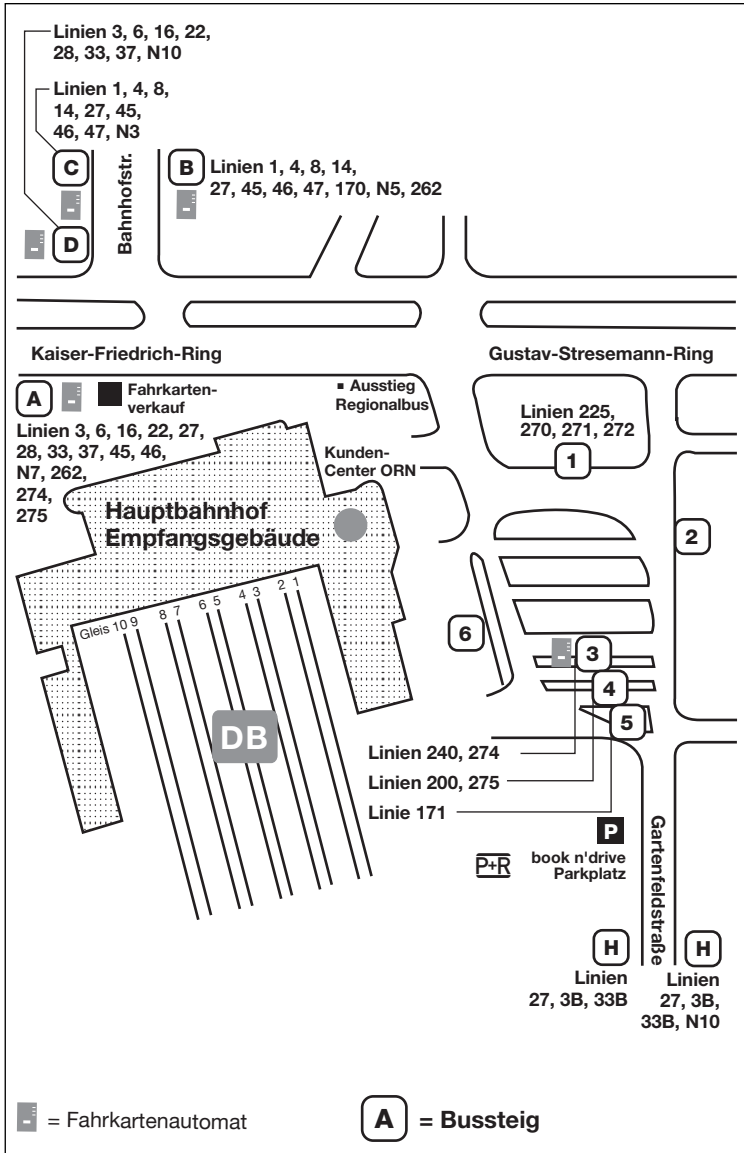 Linien 3, 6, 16, 22,
28, 33, 37, N10
Linien 1, 4, 8,
14, 27, 45,
46, 47, N3
C
D
Bahnhofstr.
B
Linien 1, 4, 8, 14,
27, 45, 46, 47, 170, N5, 262
Kaiser-Friedrich-Ring
Gustav-Stresemann-Ring
A
Fahrkarten-
verkauf
Ausstieg
Regionalbus
Linien 3, 6, 16, 22, 27,
28, 33, 37, 45, 46,
N7, 262,
274,
275
Kunden-
Center ORN
Linien 225,
270, 271, 272
1
2
Hauptbahnhof
Empfangsgebäude
Gleis 10 9 8 7 6 5 4 3 2 1
6
3
4
5
DB
Linien 240, 274
Linien 200, 275
Linie 171
P
P+R
book n'drive
Parkplatz
Gartenfeldstraße
H
Linien
27, 3B, 33B
H
Linien
27, 3B,
33B, N10
= Fahrkartenautomat
A = Bussteig